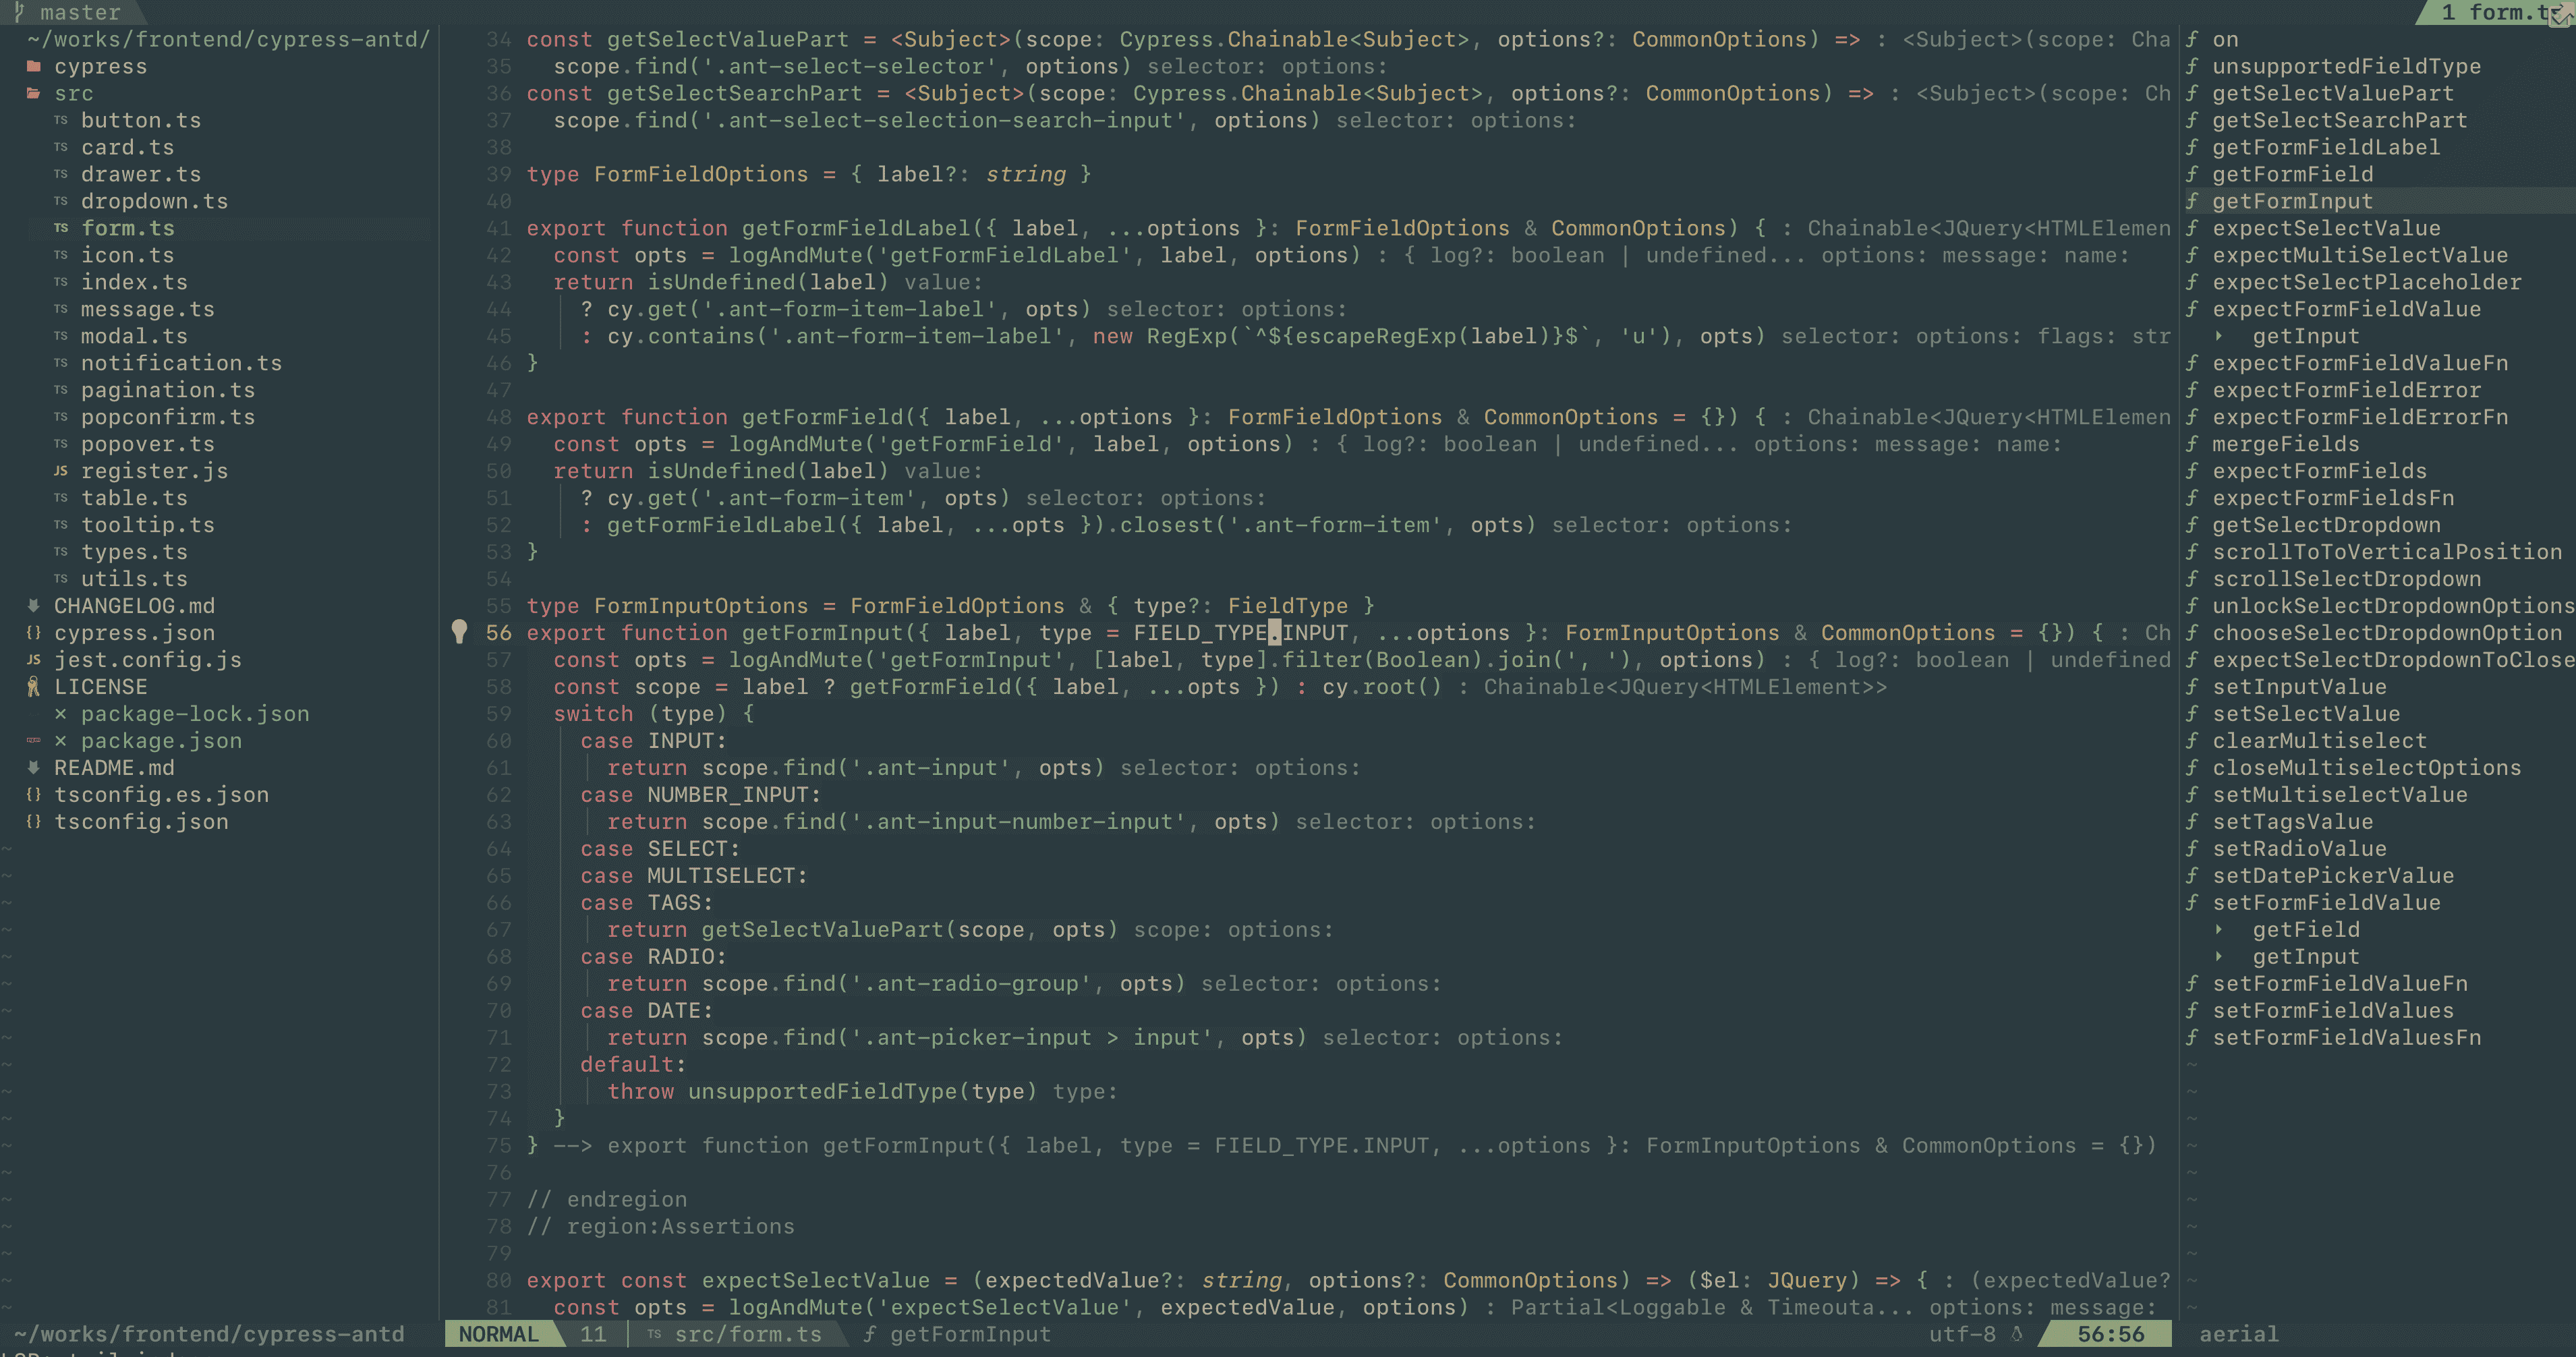 master
1 form.ts
~/works/frontend/cypress-antd/
cypress
src
TS button.ts
TS card.ts
TS drawer.ts
TS dropdown.ts
TS form.ts
TS icon.ts
TS index.ts
TS message.ts
TS modal.ts
TS notification.ts
TS pagination.ts
TS popconfirm.ts
TS popover.ts
JS register.js
TS table.ts
TS tooltip.ts
TS types.ts
TS utils.ts
CHANGELOG.md
{} cypress.json
JS jest.config.js
LICENSE
× package-lock.json
× package.json
README.md
{} tsconfig.es.json
{} tsconfig.json
~/works/frontend/cypress-antd
34 const getSelectValuePart = <Subject>(scope: Cypress.Chainable<Subject>, options?: CommonOptions) => : <Subject>(scope: Cha
35 scope.find('.ant-select-selector', options) selector: options:
36 const getSelectSearchPart = <Subject>(scope: Cypress.Chainable<Subject>, options?: CommonOptions) => : <Subject>(scope: Ch
37 scope.find('.ant-select-selection-search-input', options) selector: options:
38
39 type FormFieldOptions = { label?: string }
40
41 export function getFormFieldLabel({ label, ...options }: FormFieldOptions & CommonOptions) { : Chainable<JQuery<HTMLElemen
42 const opts = logAndMute('getFormFieldLabel', label, options) : { log?: boolean | undefined... options: message: name:
43 return isUndefined(label) value:
44 ? cy.get('.ant-form-item-label', opts) selector: options:
45 : cy.contains('.ant-form-item-label', new RegExp(`^${escapeRegExp(label)}$`, 'u'), opts) selector: options: flags: str
46 }
47
48 export function getFormField({ label, ...options }: FormFieldOptions & CommonOptions = {}) { : Chainable<JQuery<HTMLElemen
49 const opts = logAndMute('getFormField', label, options) : { log?: boolean | undefined... options: message: name:
50 return isUndefined(label) value:
51 ? cy.get('.ant-form-item', opts) selector: options:
52 : getFormFieldLabel({ label, ...opts }).closest('.ant-form-item', opts) selector: options:
53 }
54
55 type FormInputOptions = FormFieldOptions & { type?: FieldType }
56 export function getFormInput({ label, type = FIELD_TYPE.INPUT, ...options }: FormInputOptions & CommonOptions = {}) { : Ch
57 const opts = logAndMute('getFormInput', [label, type].filter(Boolean).join(', '), options) : { log?: boolean | undefined
58 const scope = label ? getFormField({ label, ...opts }) : cy.root() : Chainable<JQuery<HTMLElement>>
59 switch (type) {
60 case INPUT:
61 return scope.find('.ant-input', opts) selector: options:
62 case NUMBER_INPUT:
63 return scope.find('.ant-input-number-input', opts) selector: options:
64 case SELECT:
65 case MULTISELECT:
66 case TAGS:
67 return getSelectValuePart(scope, opts) scope: options:
68 case RADIO:
69 return scope.find('.ant-radio-group', opts) selector: options:
70 case DATE:
71 return scope.find('.ant-picker-input > input', opts) selector: options:
72 default:
73 throw unsupportedFieldType(type) type:
74 }
75 } --> export function getFormInput({ label, type = FIELD_TYPE.INPUT, ...options }: FormInputOptions & CommonOptions = {})
76
77 // endregion
78 // region:Assertions
79
80 export const expectSelectValue = (expectedValue?: string, options?: CommonOptions) => ($el: JQuery) => { : (expectedValue?
81 const opts = logAndMute('expectSelectValue', expectedValue, options) : Partial<Loggable & Timeouta... options: message:
NORMAL 11 TS src/form.ts ƒ getFormInput utf-8 56:56
ƒ on
ƒ unsupportedFieldType
ƒ getSelectValuePart
ƒ getSelectSearchPart
ƒ getFormFieldLabel
ƒ getFormField
ƒ getFormInput
ƒ expectSelectValue
ƒ expectMultiSelectValue
ƒ expectSelectPlaceholder
ƒ expectFormFieldValue
getInput
ƒ expectFormFieldValueFn
ƒ expectFormFieldError
ƒ expectFormFieldErrorFn
ƒ mergeFields
ƒ expectFormFields
ƒ expectFormFieldsFn
ƒ getSelectDropdown
ƒ scrollToToVerticalPosition
ƒ scrollSelectDropdown
ƒ unlockSelectDropdownOptions
ƒ chooseSelectDropdownOption
ƒ expectSelectDropdownToClose
ƒ setInputValue
ƒ setSelectValue
ƒ clearMultiselect
ƒ closeMultiselectOptions
ƒ setMultiselectValue
ƒ setTagsValue
ƒ setRadioValue
ƒ setDatePickerValue
ƒ setFormFieldValue
getField
getInput
ƒ setFormFieldValueFn
ƒ setFormFieldValues
ƒ setFormFieldValuesFn
aerial